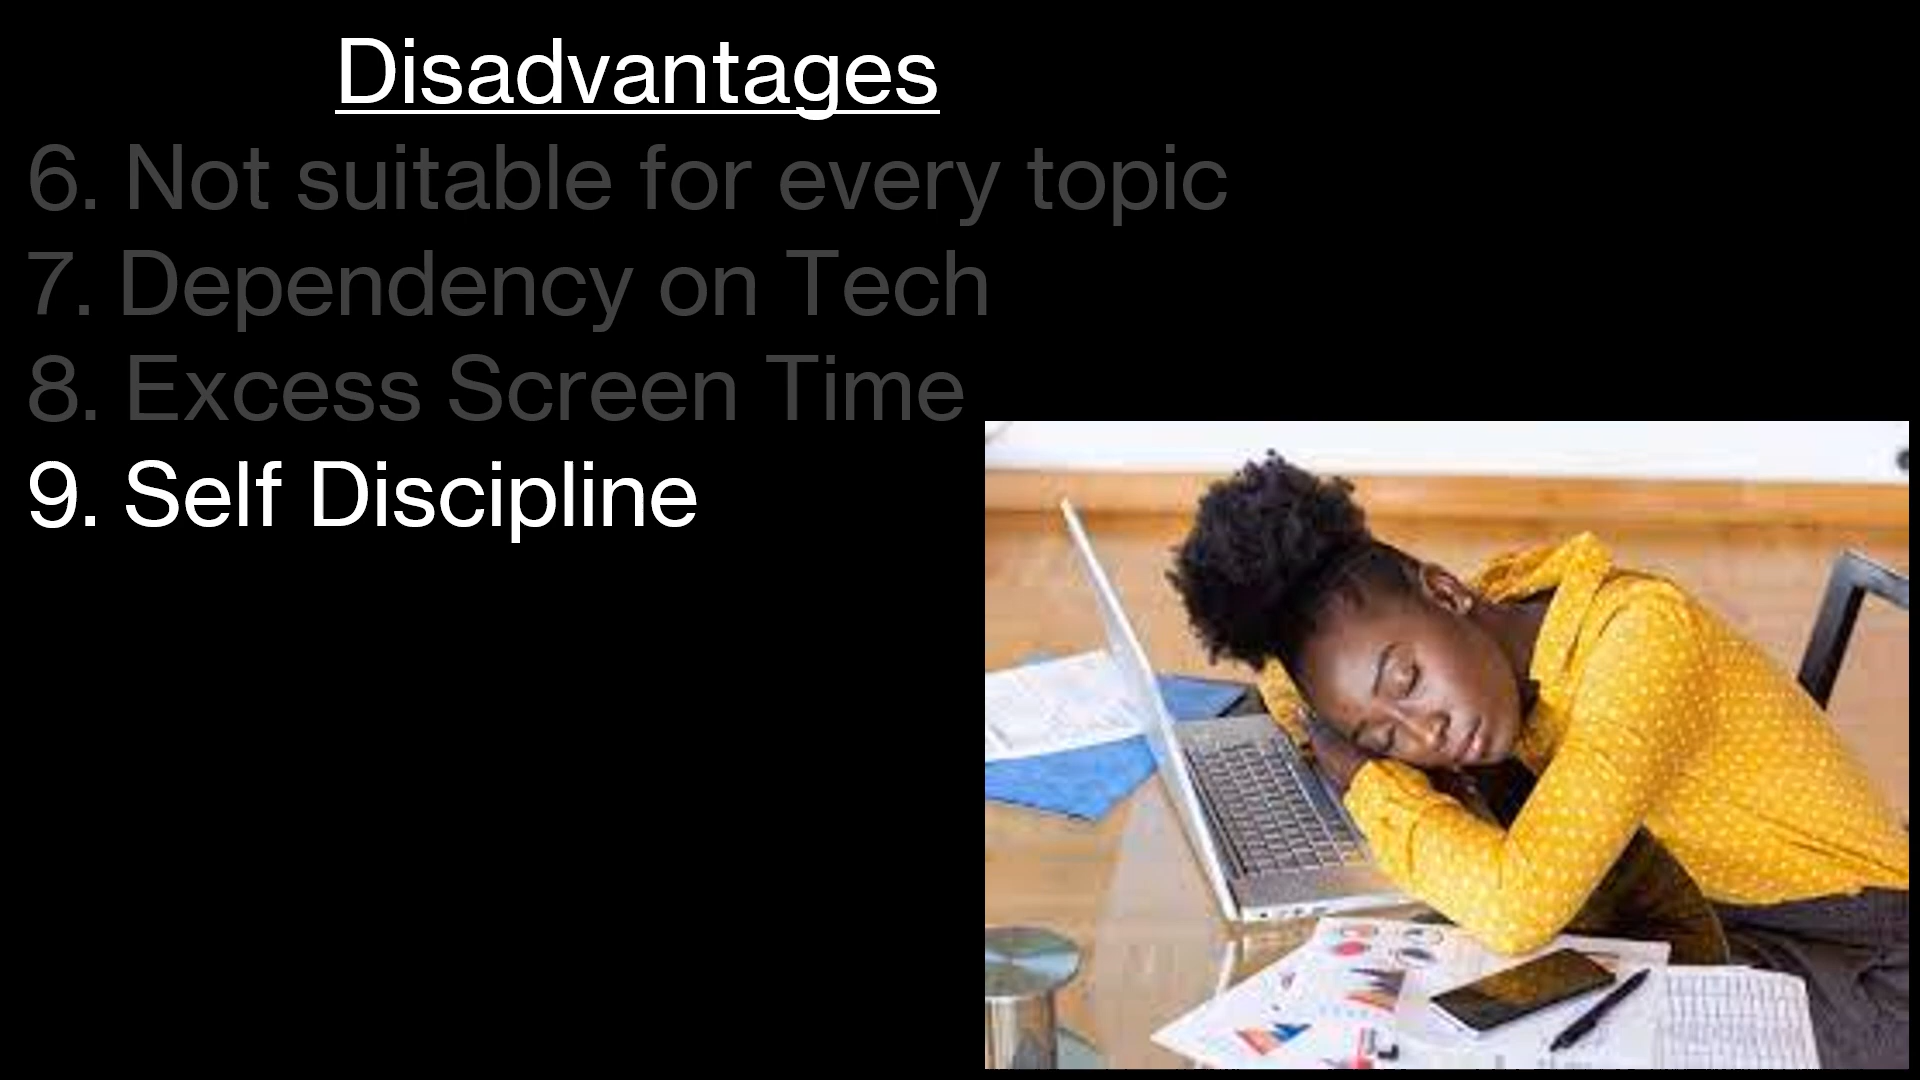 Disadvantages
6. Not suitable for every topic
7. Dependency on Tech
8. Excess Screen Time
9. Self Discipline